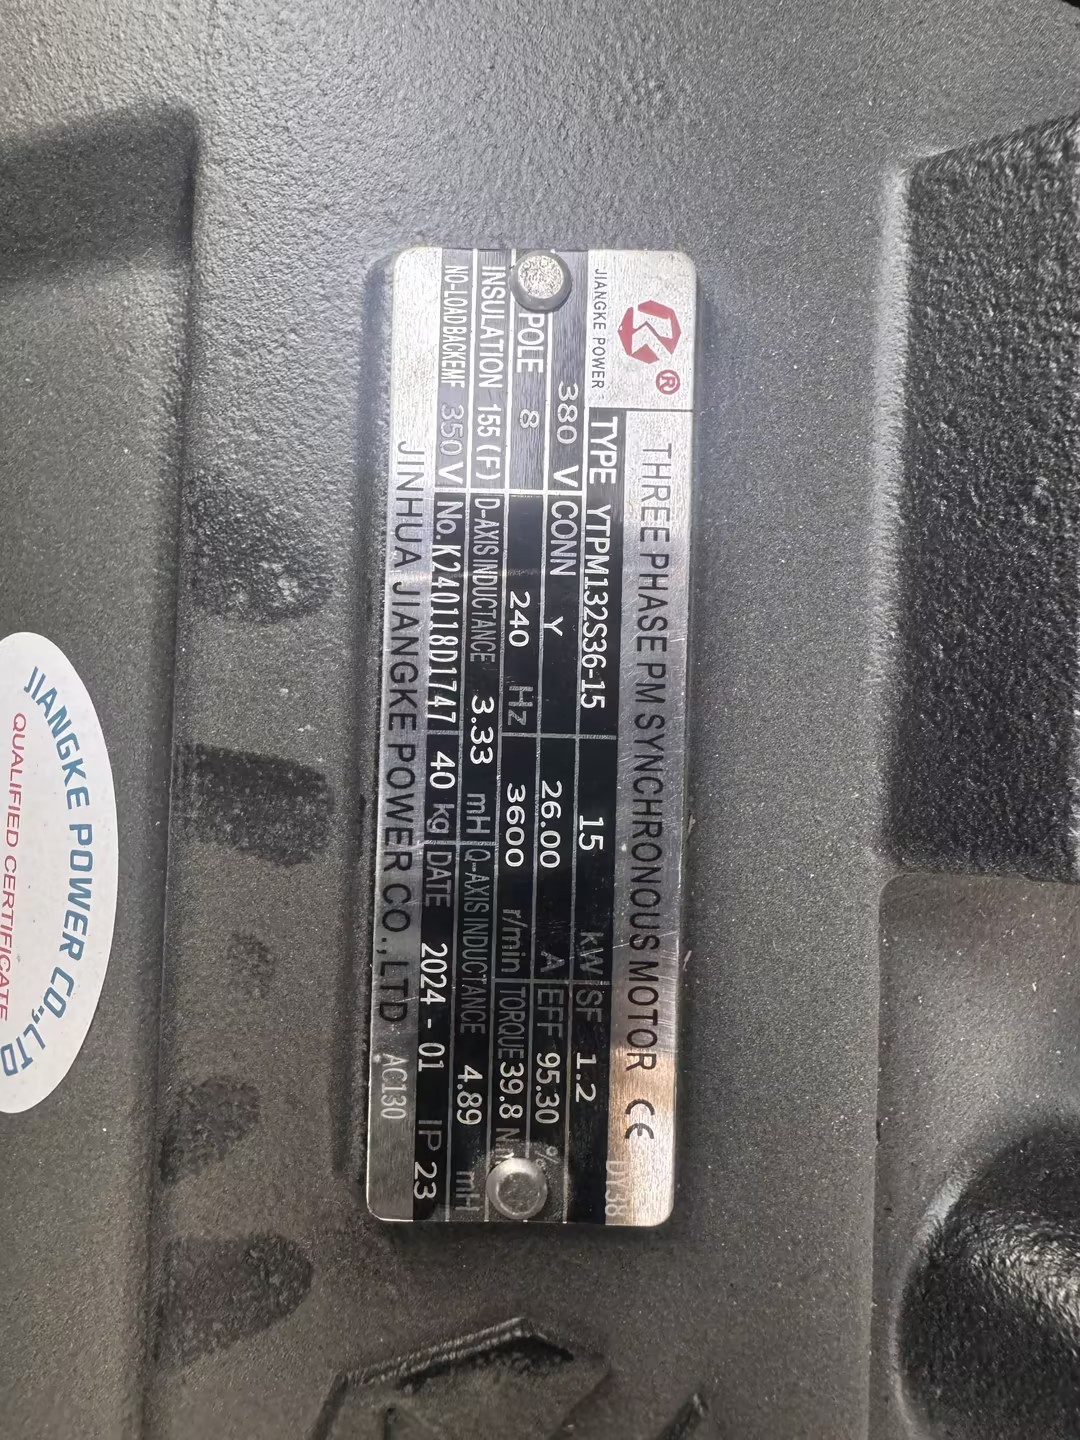 JIANGKE POWER
®
THREE PHASE PM SYNCHRONOUS MOTOR CE DY38
TYPE YTPM132S36-15 15 kW SF 1.2
380 V CONN Y 26.00 A EFF 95.30 %
POLE 8 240 Hz 3600 r/min TORQUE 39.8
INSULATION 155(F) D-AXIS INDUCTANCE 3.33 mH Q-AXIS INDUCTANCE 4.89 mH
NO-LOADBACKEMF 350 V No. K240118D1747 40 kg DATE 2024 - 01 IP 23
JINHUA JIANGKE POWER CO.,LTD AC130
JIANGKE POWER CO.,LTD
QUALIFIED CERTIFICATE